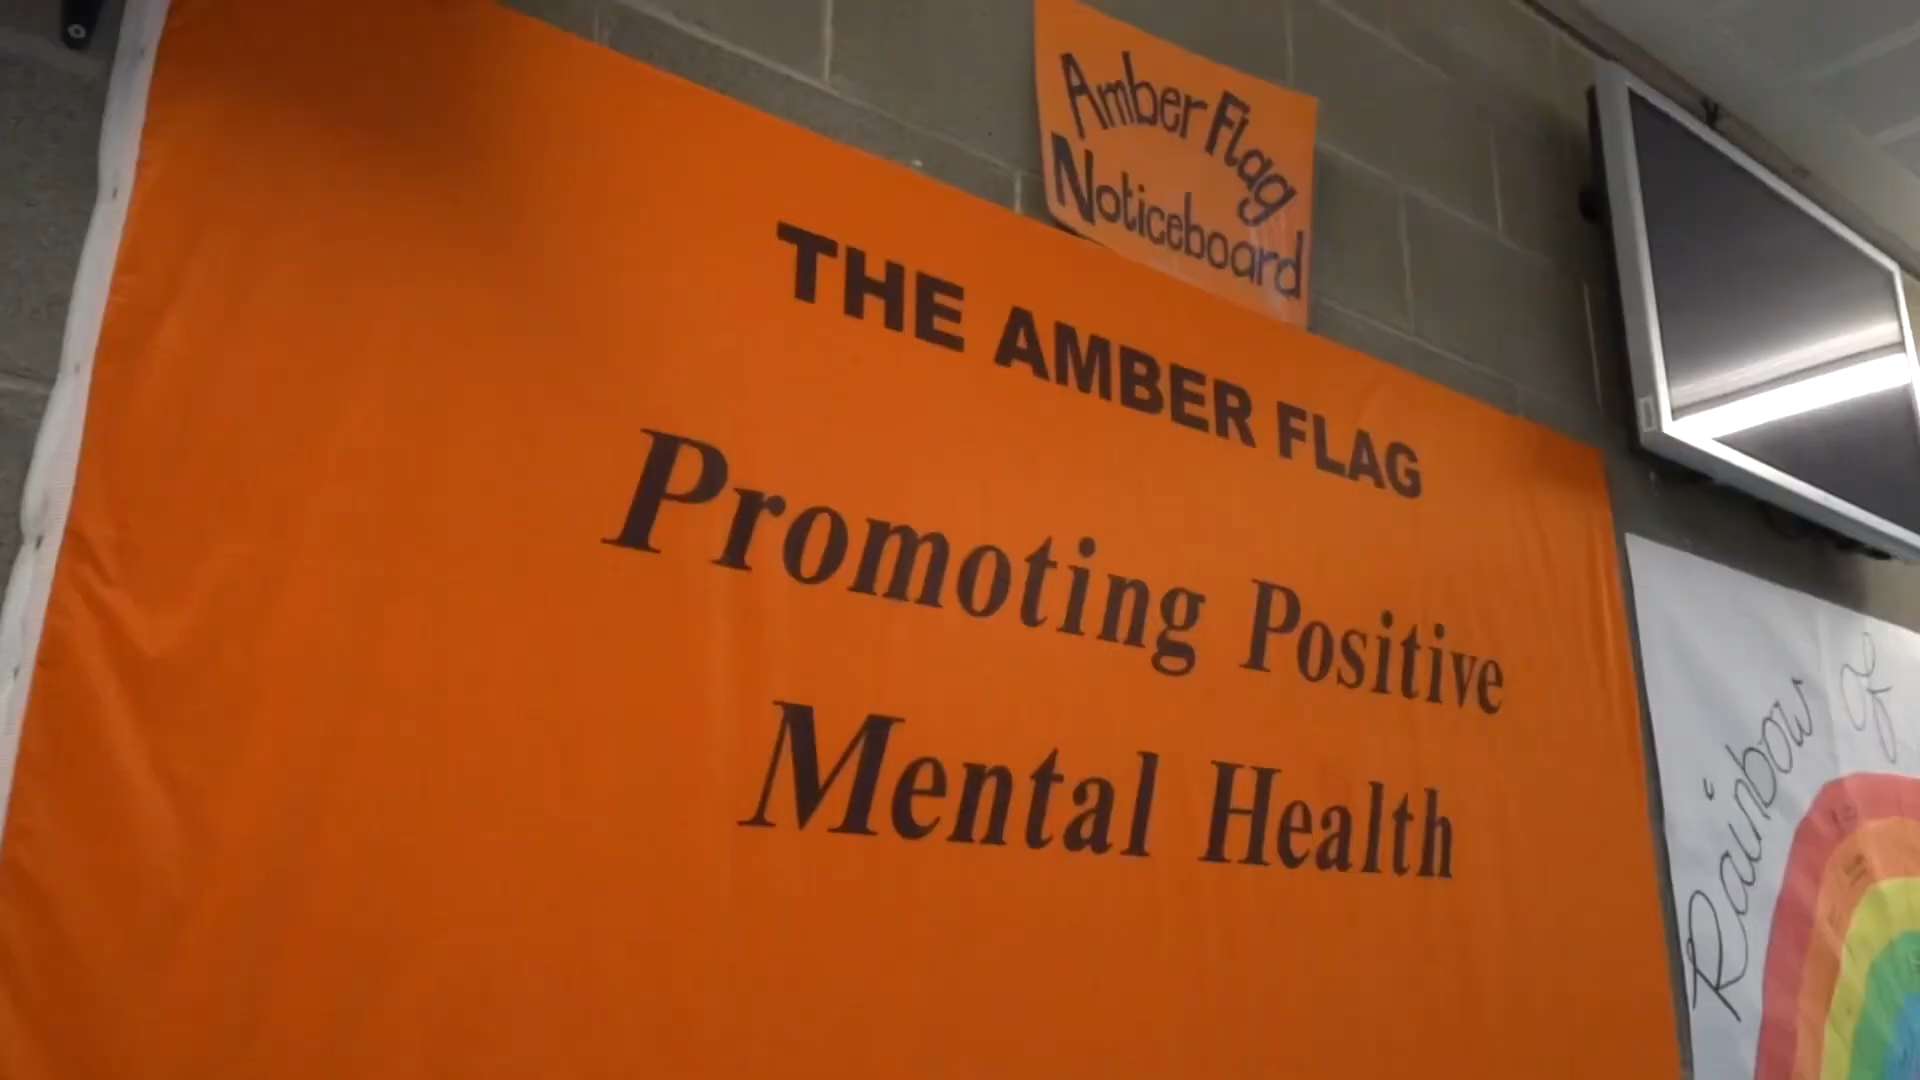 Amber Flag
Noticeboard
THE AMBER FLAG
Promoting Positive
Mental Health
Rainbow of